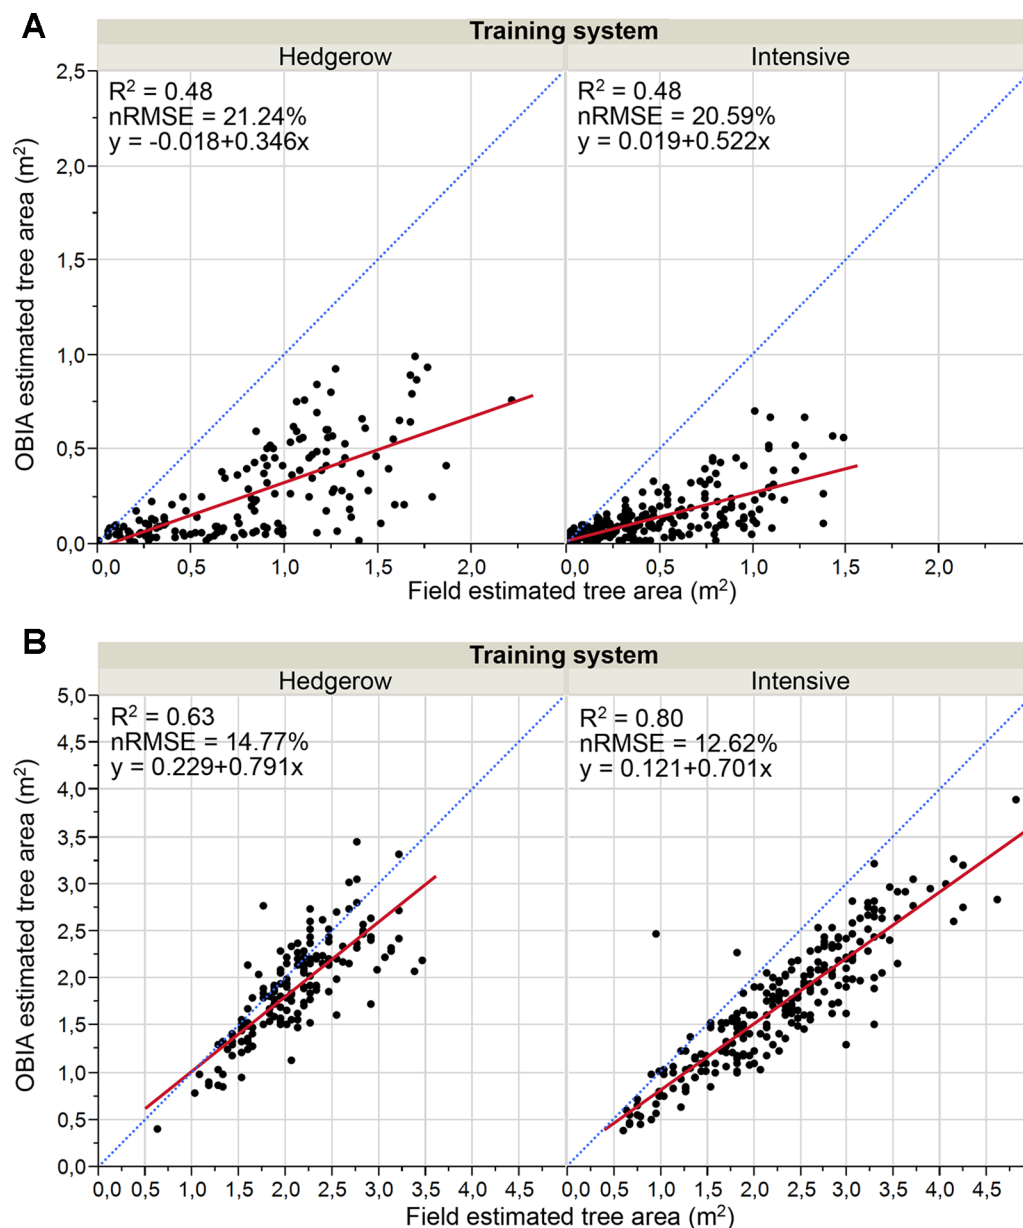 A
Training system
Hedgerow
Intensive
R² = 0.48
nRMSE = 21.24%
y = -0.018+0.346x
R² = 0.48
nRMSE = 20.59%
y = 0.019+0.522x
OBIA estimated tree area (m²)
2,5
2,0
1,5
1,0
0,5
0,0
0,0 0,5 1,0 1,5 2,0
0,0 0,5 1,0 1,5 2,0
Field estimated tree area (m²)
B
Training system
Hedgerow
Intensive
R² = 0.63
nRMSE = 14.77%
y = 0.229+0.791x
R² = 0.80
nRMSE = 12.62%
y = 0.121+0.701x
OBIA estimated tree area (m²)
5,0
4,5
4,0
3,5
3,0
2,5
2,0
1,5
1,0
0,5
0,0
0,0 0,5 1,0 1,5 2,0 2,5 3,0 3,5 4,0 4,5
0,0 0,5 1,0 1,5 2,0 2,5 3,0 3,5 4,0 4,5
Field estimated tree area (m²)